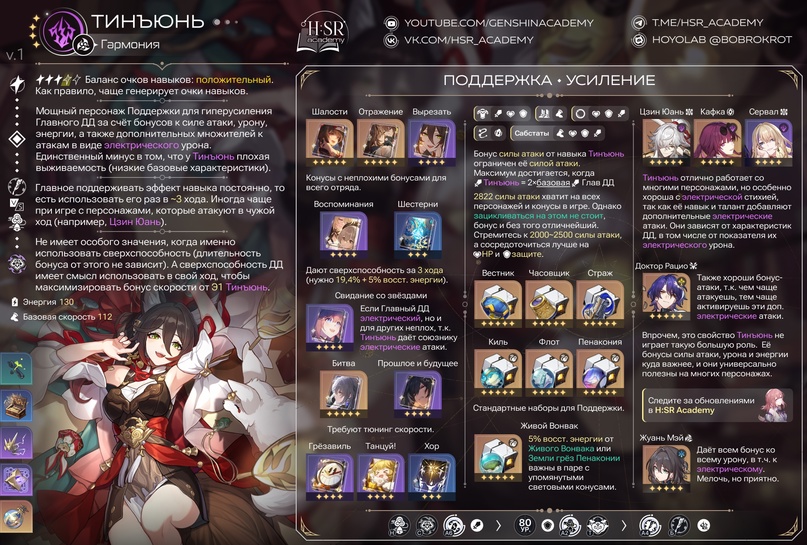 ТИНЪЮНЬ
Гармония
v.1
H·SR
academy
YOUTUBE.COM/GENSHINACADEMY
VK.COM/HSR_ACADEMY
T.ME/HSR_ACADEMY
HOYOLAB @BOBROKROT
Баланс очков навыков: положительный.
Как правило, чаще генерирует очки навыков.
Мощный персонаж Поддержки для гиперусиления
Главного ДД за счёт бонусов к силе атаки, урону,
энергии, а также дополнительных множителей к
атакам в виде электрического урона.
Единственный минус в том, что у Тинъюнь плохая
выживаемость (низкие базовые характеристики).
Главное поддерживать эффект навыка постоянно, то
есть использовать его раз в ~3 хода. Иногда чаще
при игре с персонажами, которые атакуют в чужой
ход (например, Цзин Юань).
Не имеет особого значения, когда именно
использовать сверхспособность (длительность
бонуса от этого не зависит). А сверхспособность ДД
имеет смысл использовать в свой ход, чтобы
максимизировать бонус скорости от Э1 Тинъюнь.
Энергия 130
Базовая скорость 112
ПОДДЕРЖКА • УСИЛЕНИЕ
Шалости Отражение Вырезать
Конусы с неплохими бонусами для
всего отряда.
Воспоминания Шестерни
Дают сверхспособность за 3 хода
(нужно 19,4% + 5% восст. энергии).
Свидание со звёздами
Если Главный ДД
электрический, но и
для других неплох, т.к.
Тинъюнь даёт союзнику
электрические атаки.
Битва Прошлое и будущее
Требуют тюнинг скорости.
Грёзавиль Танцуй! Хор
Сабстаты
Бонус силы атаки от навыка Тинъюнь
ограничен её силой атаки.
Максимум достигается, когда
Тинъюнь = 2×базовая Глав ДД
2822 силы атаки хватит на всех
персонажей и конусы в игре. Однако
зацикливаться на этом не стоит,
бонус и без того отличнейший.
Стремитесь к 2000~2500 силы атаки,
а сосредоточиться лучше на
HP и защите.
Вестник Часовщик Страж
Киль Флот Пенакония
Стандартные наборы для Поддержки.
Живой Вонвак
5% восст. энергии от
Живого Вонвака или
Земли грёз Пенаконии
важны в паре с
упомянутыми
световыми конусами.
Цзин Юань Кафка Сервал
Тинъюнь отлично работает со
многими персонажами, но особенно
хороша с электрической стихией,
так как её навык и талант добавляют
дополнительные электрические
атаки. Они зависят от характеристик
ДД, в том числе от показателя их
электрического урона.
Доктор Рацио
Также хороши бонус-
атаки, т.к. чем чаще
атакуешь, тем чаще
активируешь эти доп.
электрические атаки.
Впрочем, это свойство Тинъюнь не
играет такую большую роль. Её
бонусы силы атаки, урона и энергии
куда важнее, и они универсально
полезны на многих персонажах.
Следите за обновлениями
в H:SR Academy
Жуань Мэй
Даёт всем бонус ко
всему урону, в т.ч. к
электрическому.
Мелочь, но приятно.
80
УР.